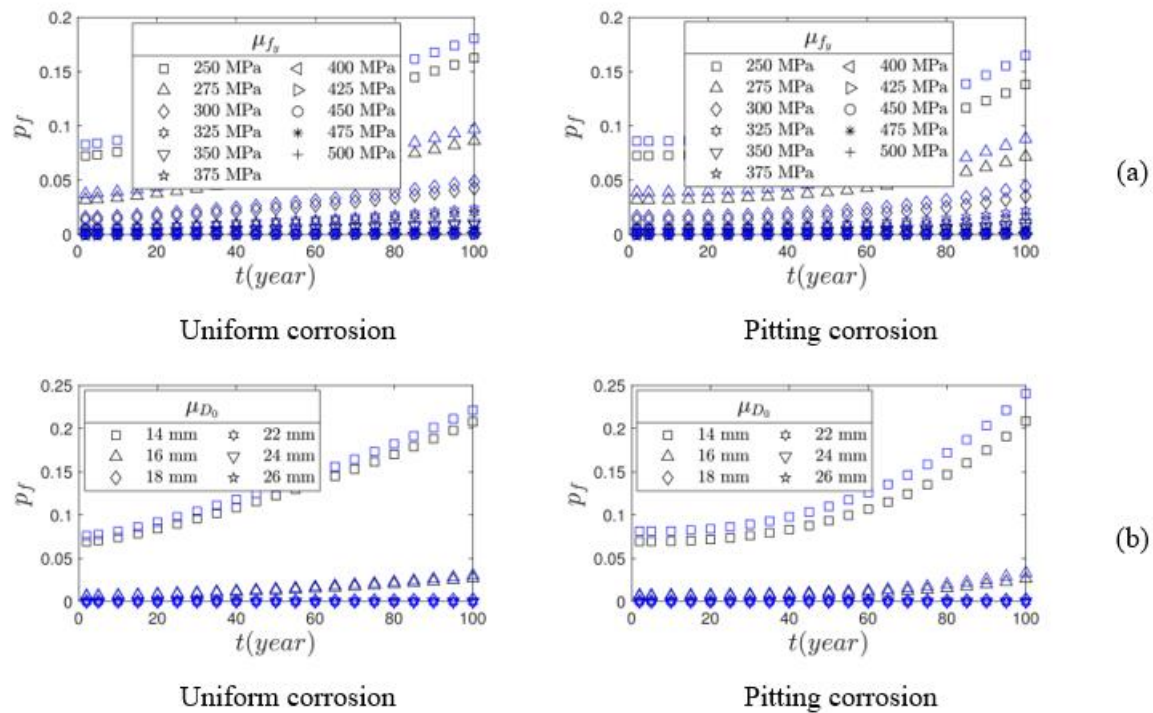 0.2
0.15
0.1
0.05
0
p_f
μ_{f_y}
250 MPa 400 MPa
275 MPa 425 MPa
300 MPa 450 MPa
325 MPa 475 MPa
350 MPa 500 MPa
375 MPa
0 20 40 60 80 100
t(year)
Uniform corrosion
0.2
0.15
0.1
0.05
0
p_f
μ_{f_y}
250 MPa 400 MPa
275 MPa 425 MPa
300 MPa 450 MPa
325 MPa 475 MPa
350 MPa 500 MPa
375 MPa
0 20 40 60 80 100
t(year)
Pitting corrosion
(a)
0.25
0.2
0.15
0.1
0.05
0
p_f
μ_{D_0}
14 mm 22 mm
16 mm 24 mm
18 mm 26 mm
0 20 40 60 80 100
t(year)
Uniform corrosion
0.25
0.2
0.15
0.1
0.05
0
p_f
μ_{D_0}
14 mm 22 mm
16 mm 24 mm
18 mm 26 mm
0 20 40 60 80 100
t(year)
Pitting corrosion
(b)